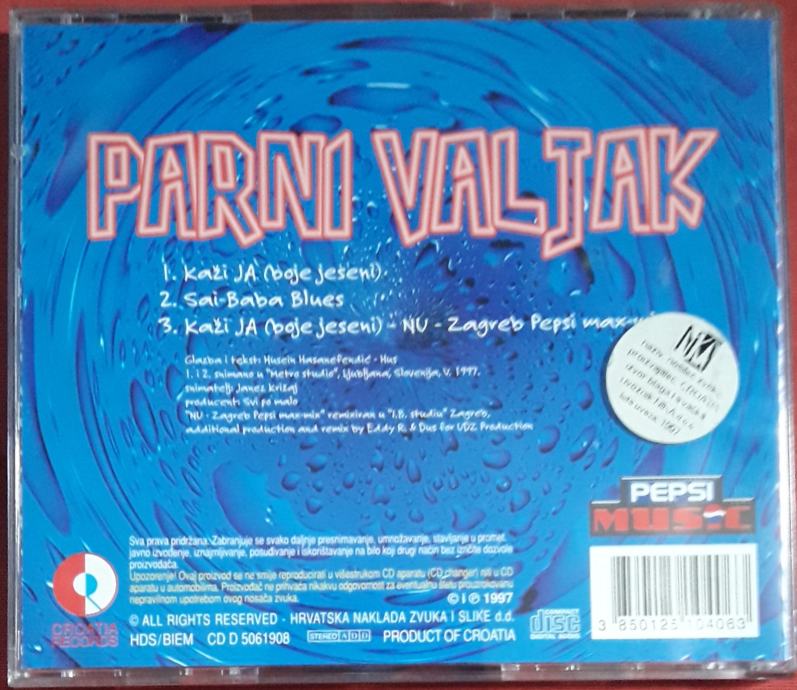 PARNI VALJAK
1. Kaži JA (boje jeseni)
2. Sai-Baba Blues
3. Kaži JA (boje jeseni) - NU - Zagreb Pepsi max-mi
Glazba i tekst: Husein Hasanefendić - Hus
1. i 2. snimano u "Metro studio", Ljubljana, Slovenija, V. 1997.
snimatelj: Janez Križaj
producent: Svi po malo
"NU - Zagreb Pepsi max-mix" remixiran u "I.B. studiu" Zagreb,
additional production and remix by Eddy R. & Dus for UDZ Production
MKS
1997
PEPSI
MUSIC
Sva prava pridržana. Zabranjuje se svako daljnje presnimavanje, umnožavanje, stavljanje u promet,
javno izvođenje, iznajmljivanje, posuđivanje i iskorištavanje na bilo koji drugi način bez izričite dozvole
proizvođača.
Upozorenje! Ovaj proizvod se ne smije reproducirati u višestrukom CD aparatu (CD changer) niti u CD
aparatu u automobilima. Proizvođač ne prihvaća nikakvu odgovornost za eventualnu štetu prouzrokovanu
nepravilnom upotrebom ovog nosača zvuka. © i ℗ 1997
CROATIA
RECORDS
© ALL RIGHTS RESERVED - HRVATSKA NAKLADA ZVUKA I SLIKE d.d.
HDS/BIEM CD D 5061908 STEREO ADD PRODUCT OF CROATIA
COMPACT
disc
DIGITAL AUDIO
3 850125 104063